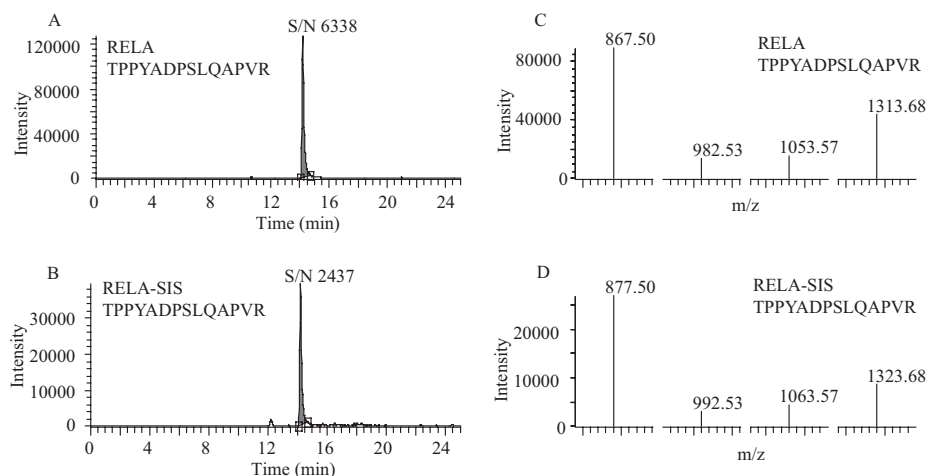 A
S/N 6338
RELA
TPPYADPSLQAPVR
120000
80000
40000
0
Intensity
0 4 8 12 16 20 24
Time (min)
B
S/N 2437
RELA-SIS
TPPYADPSLQAPVR
30000
20000
10000
0
Intensity
0 4 8 12 16 20 24
Time (min)
C
867.50
RELA
TPPYADPSLQAPVR
1313.68
982.53
1053.57
80000
40000
0
Intensity
m/z
D
877.50
RELA-SIS
TPPYADPSLQAPVR
1323.68
992.53
1063.57
20000
10000
0
Intensity
m/z